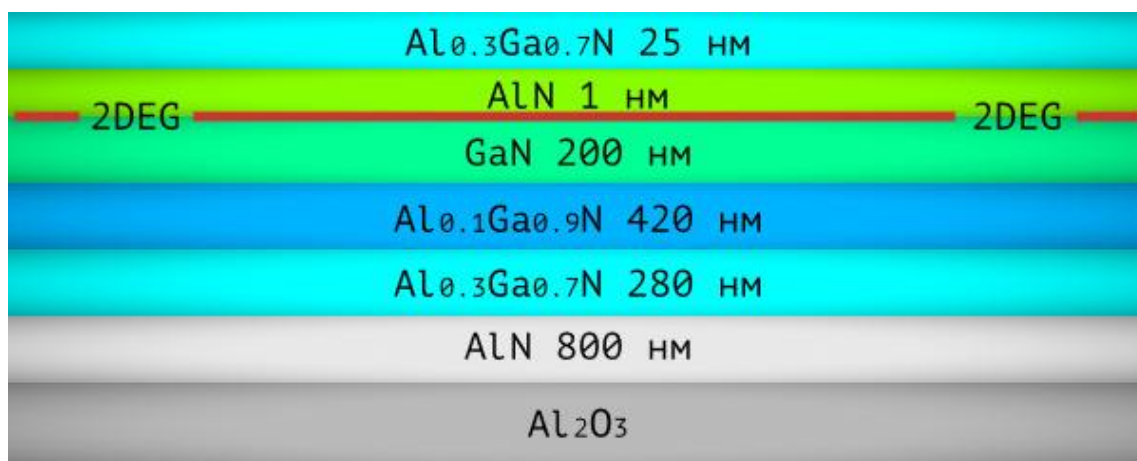 Al0.3Ga0.7N 25 нм
AlN 1 нм
2DEG 2DEG
GaN 200 нм
Al0.1Ga0.9N 420 нм
Al0.3Ga0.7N 280 нм
AlN 800 нм
Al2O3